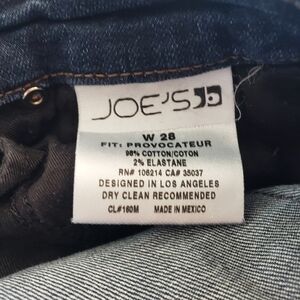 JOE'S
W 28
FIT: PROVOCATEUR
98% COTTON/COTON
2% ELASTANE
RN# 106214 CA# 35037
DESIGNED IN LOS ANGELES
DRY CLEAN RECOMMENDED
CL#160M MADE IN MEXICO